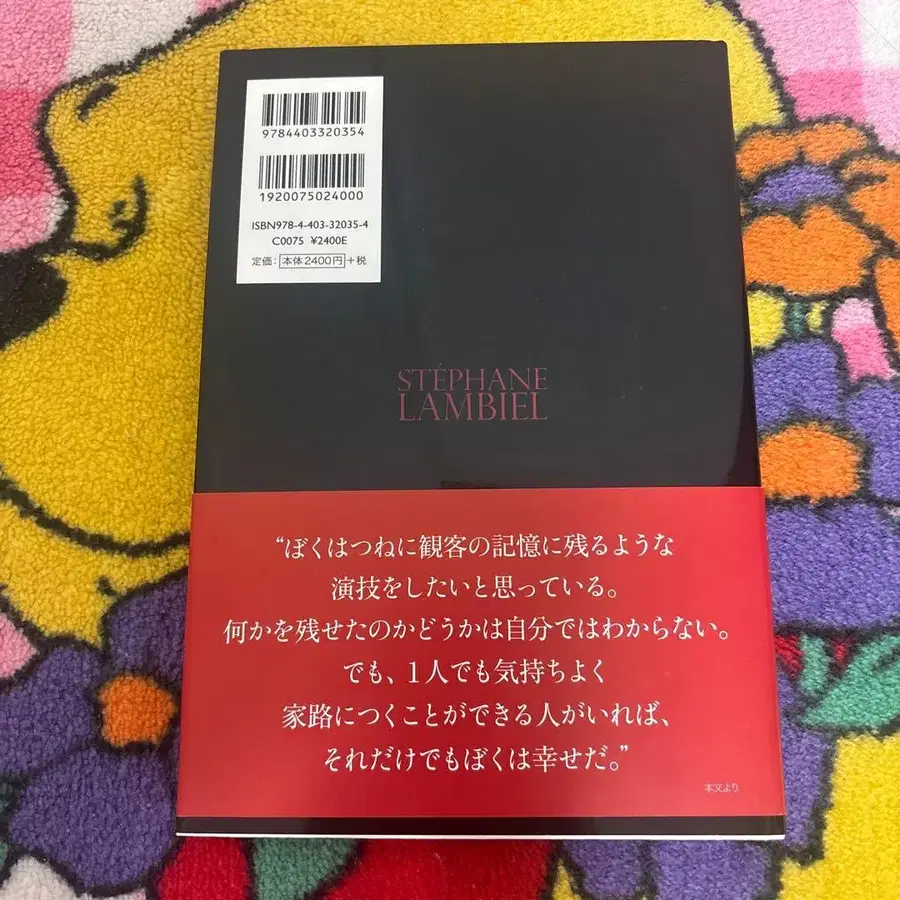 9784403320354
1920075024000
ISBN978-4-403-32035-4
C0075 ¥2400E
定価：本体2400円＋税
STÉPHANE
LAMBIEL
“ぼくはつねに観客の記憶に残るような
演技をしたいと思っている。
何かを残せたのかどうかは自分ではわからない。
でも、1人でも気持ちよく
家路につくことができる人がいれば、
それだけでもぼくは幸せだ。”
本文より